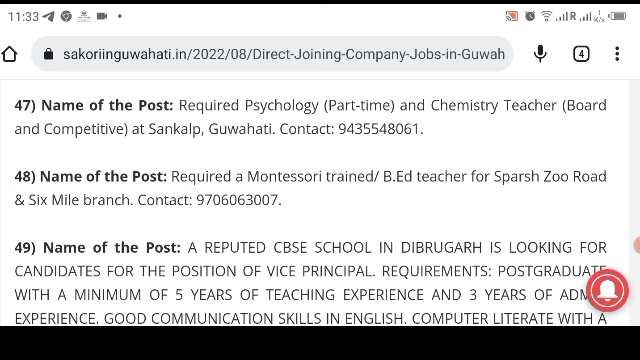 11:33
R
K/s
sakoriinguwahati.in/2022/08/Direct-Joining-Company-Jobs-in-Guwah
4
47) Name of the Post: Required Psychology (Part-time) and Chemistry Teacher (Board
and Competitive) at Sankalp, Guwahati. Contact: 9435548061.
48) Name of the Post: Required a Montessori trained/ B.Ed teacher for Sparsh Zoo Road
& Six Mile branch. Contact: 9706063007.
49) Name of the Post: A REPUTED CBSE SCHOOL IN DIBRUGARH IS LOOKING FOR
CANDIDATES FOR THE POSITION OF VICE PRINCIPAL. REQUIREMENTS: POSTGRADUATE
WITH A MINIMUM OF 5 YEARS OF TEACHING EXPERIENCE AND 3 YEARS OF
EXPERIENCE. GOOD COMMUNICATION SKILLS IN ENGLISH. COMPUTER LITERATE WITH A